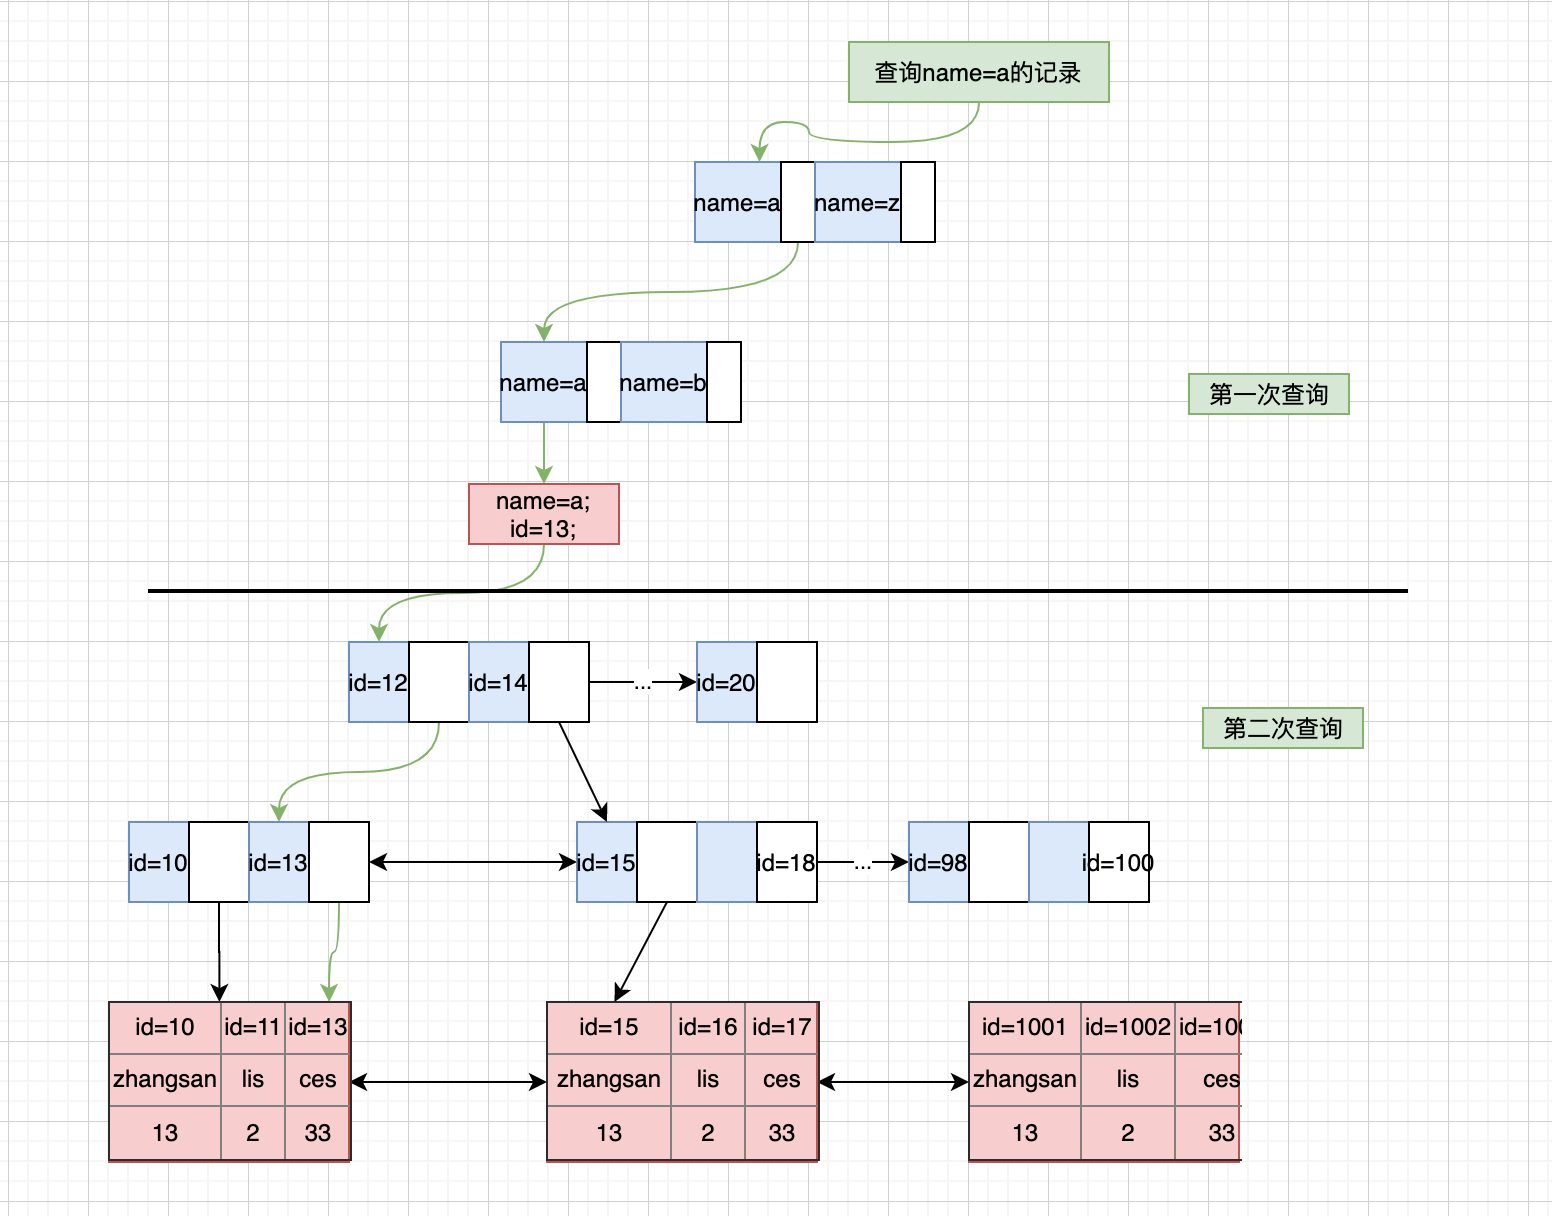 查询name=a的记录
name=a
name=z
name=a
name=b
第一次查询
name=a;
id=13;
id=12
id=14
...
id=20
第二次查询
id=10
id=13
id=15
id=18
...
id=98
id=100
id=10 id=11 id=13
zhangsan lis ces
13 2 33
id=15 id=16 id=17
zhangsan lis ces
13 2 33
id=1001 id=1002
zhangsan lis ces
13 2 33